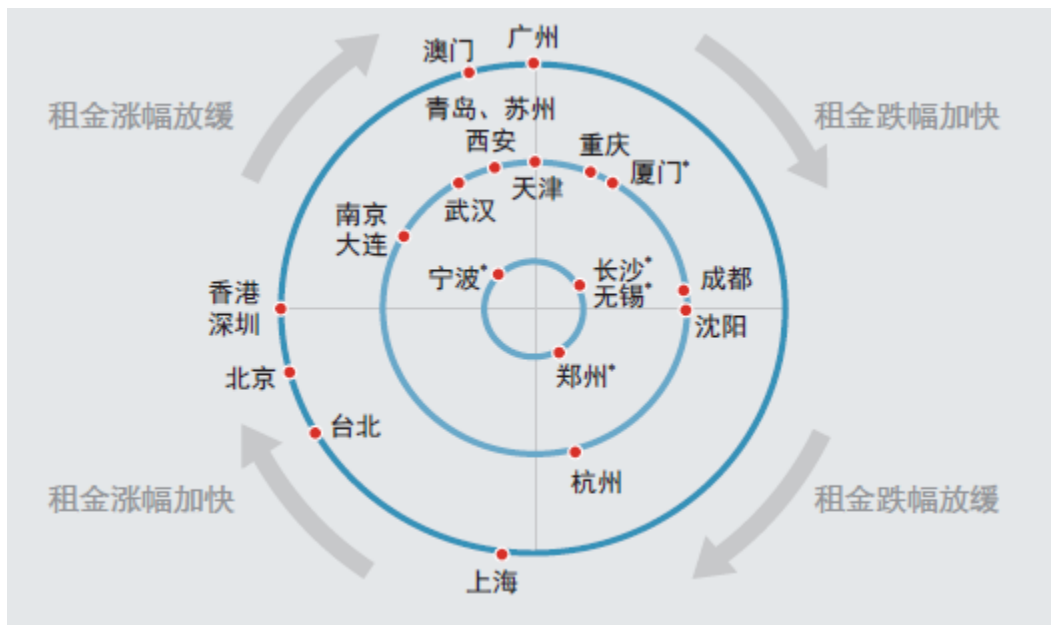 广州
澳门
租金涨幅放缓
租金跌幅加快
青岛、苏州
西安
重庆
厦门*
天津
武汉
南京
大连
宁波*
长沙*
无锡*
成都
香港
深圳
沈阳
北京
郑州*
台北
杭州
租金涨幅加快
租金跌幅放缓
上海